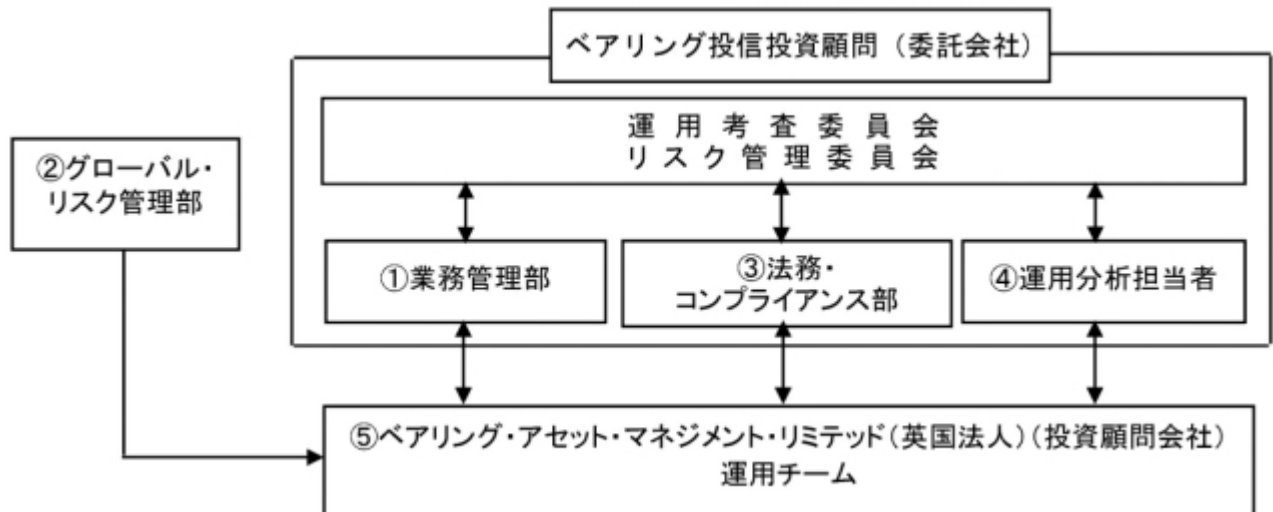 ベアリング投信投資顧問（委託会社）
運用考査委員会
リスク管理委員会
②グローバル・
リスク管理部
①業務管理部
③法務・
コンプライアンス部
④運用分析担当者
⑤ベアリング・アセット・マネジメント・リミテッド（英国法人）（投資顧問会社）
運用チーム